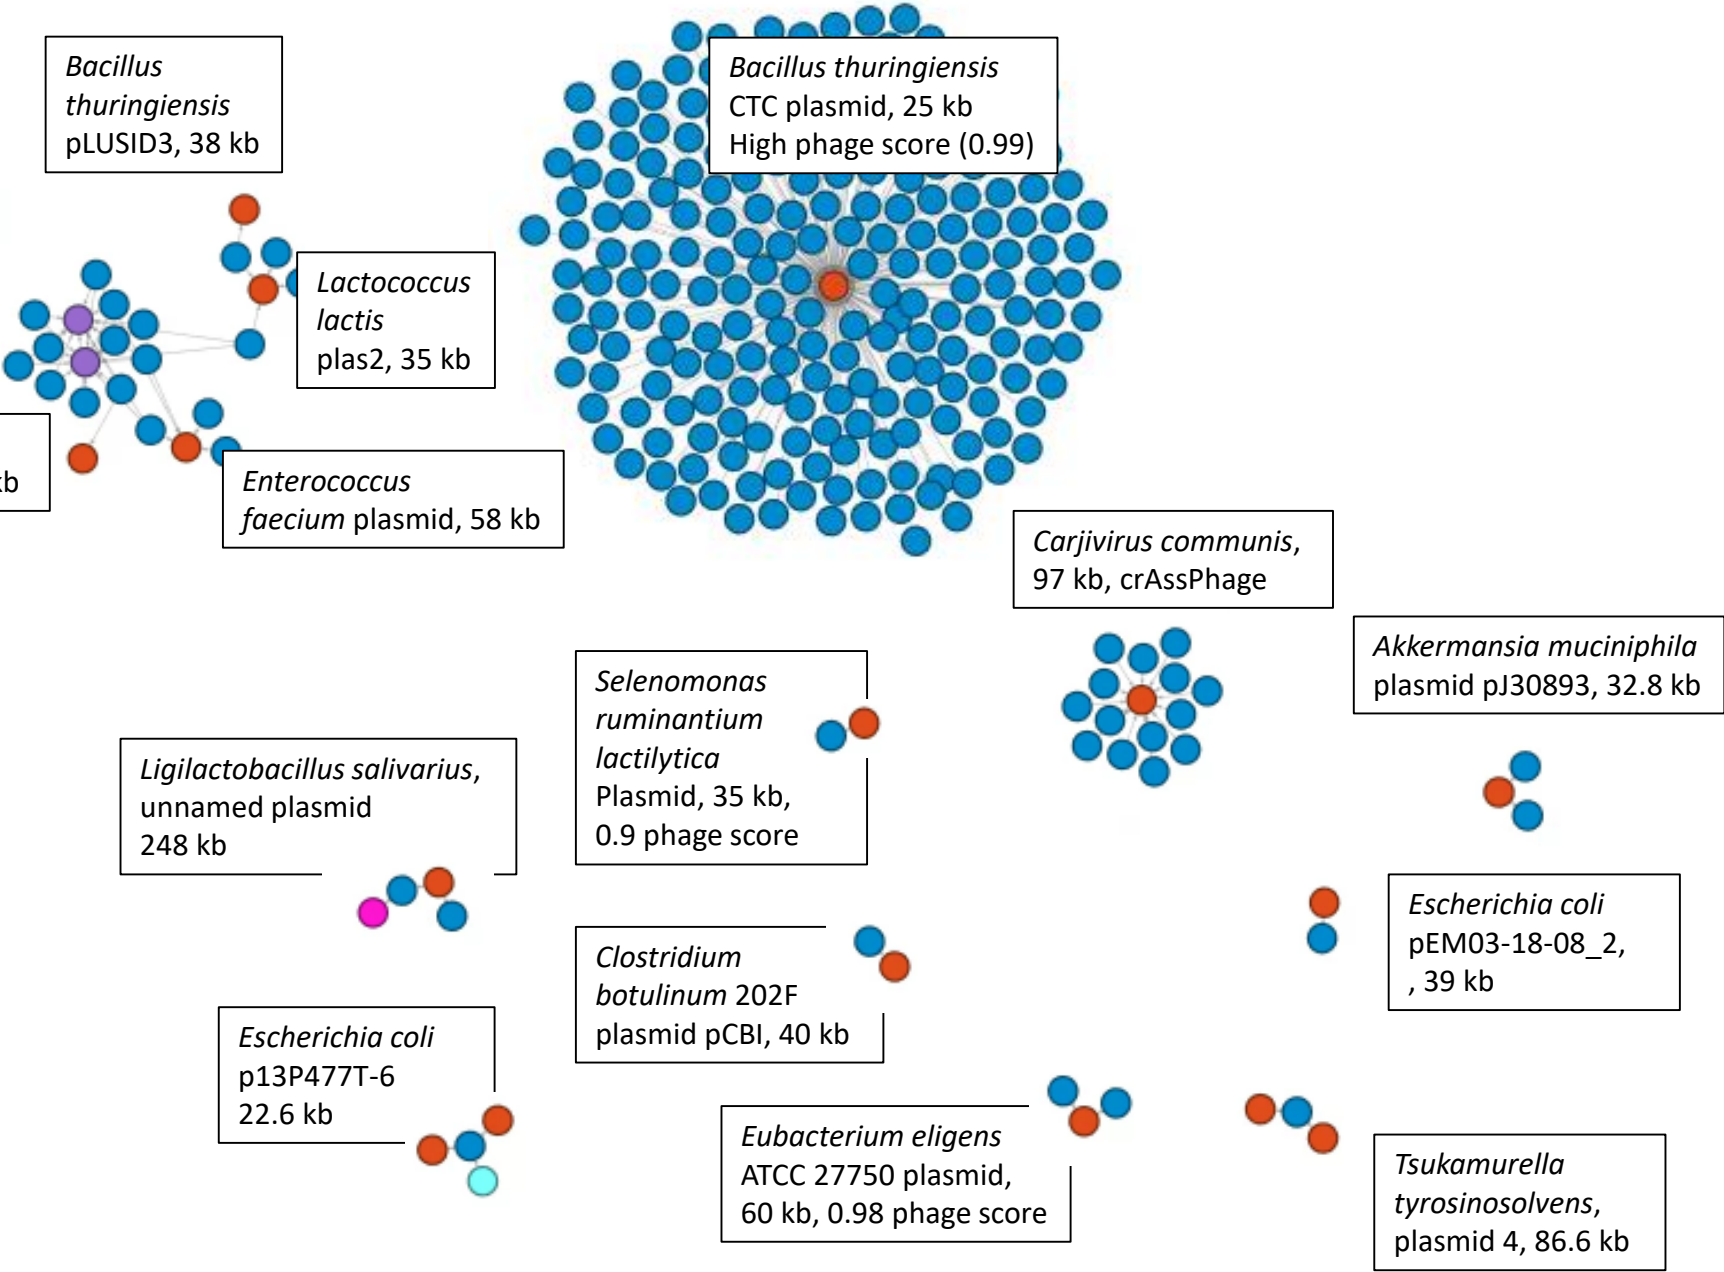 Bacillus
thuringiensis
pLUSID3, 38 kb
Bacillus thuringiensis
CTC plasmid, 25 kb
High phage score (0.99)
Lactococcus
lactis
plas2, 35 kb
kb
Enterococcus
faecium plasmid, 58 kb
Carjivirus communis,
97 kb, crAssPhage
Akkermansia muciniphila
plasmid pJ30893, 32.8 kb
Selenomonas
ruminantium
lactilytica
Plasmid, 35 kb,
0.9 phage score
Ligilactobacillus salivarius,
unnamed plasmid
248 kb
Escherichia coli
pEM03-18-08_2,
, 39 kb
Clostridium
botulinum 202F
plasmid pCBI, 40 kb
Escherichia coli
p13P477T-6
22.6 kb
Eubacterium eligens
ATCC 27750 plasmid,
60 kb, 0.98 phage score
Tsukamurella
tyrosinosolvens,
plasmid 4, 86.6 kb